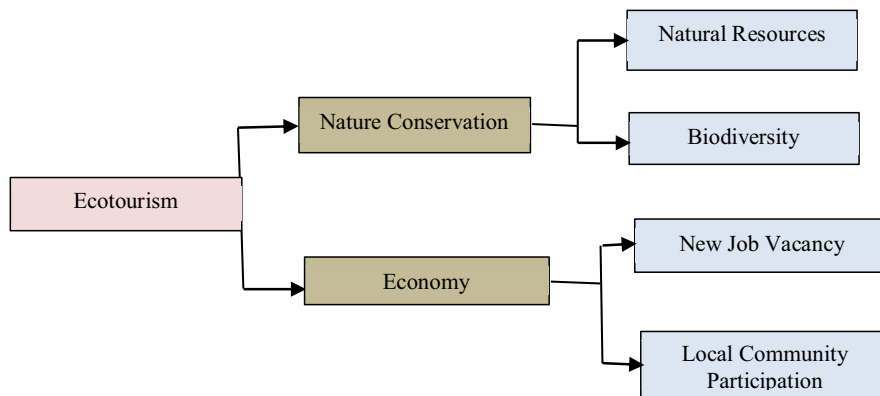 Natural Resources
Nature Conservation
Biodiversity
Ecotourism
New Job Vacancy
Economy
Local Community
Participation